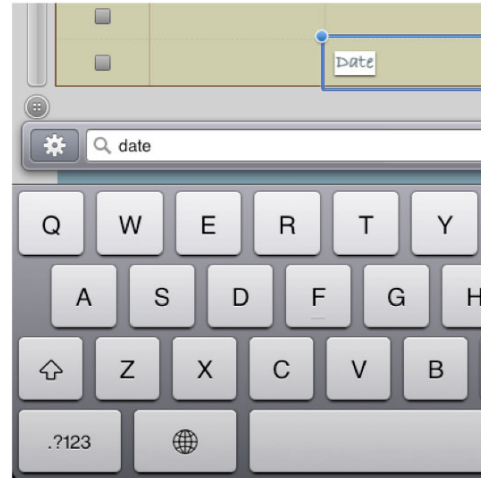 Date
date
Q W E R T Y
A S D F G H
Z X C V B
.?123